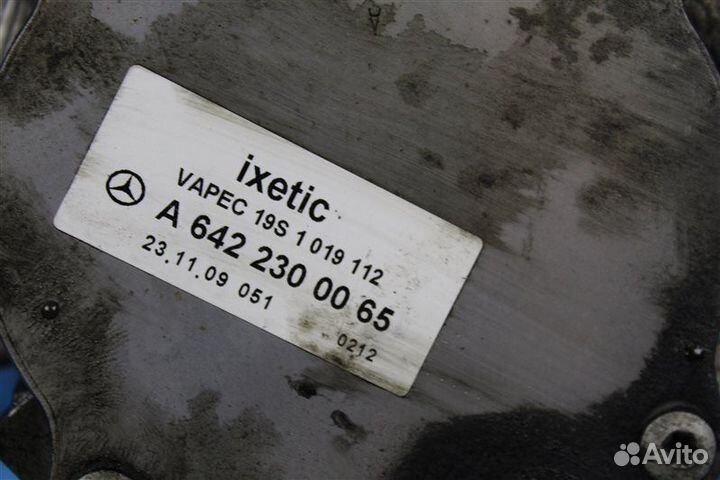 ixetic
VAPEC 19S 1 019 112
A 642 230 00 65
23.11.09 051
0212
Avito